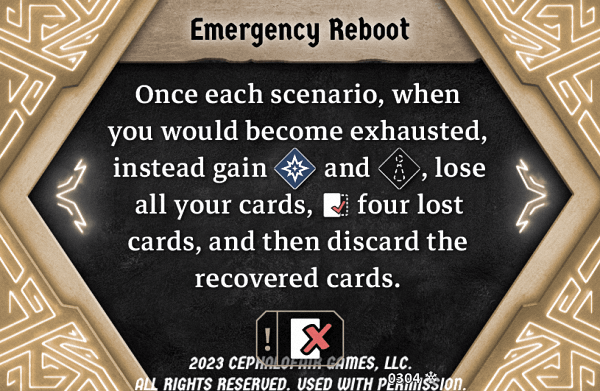 Emergency Reboot
Once each scenario, when
you would become exhausted,
instead gain and , lose
all your cards, four lost
cards, and then discard the
recovered cards.
!
2023 CEPHALOFAIR GAMES, LLC.
0304
ALL RIGHTS RESERVED. USED WITH PERMISSION.